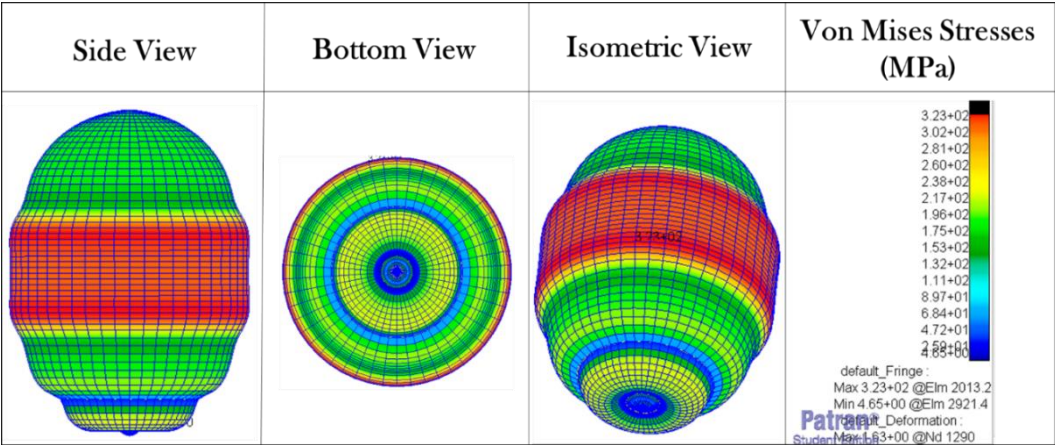 Side View
Bottom View
Isometric View
Von Mises Stresses
(MPa)
3.23+02
3.02+02
2.81+02
2.60+02
2.38+02
2.17+02
1.96+02
1.75+02
1.53+02
1.32+02
1.11+02
8.97+01
6.84+01
4.72+01
2.59+01
4.65+00
3.23+02
default_Fringe :
Max 3.23+02 @Elm 2013.2
Min 4.65+00 @Elm 2921.4
default_Deformation :
@Nd 1290
Patran
Student Edition